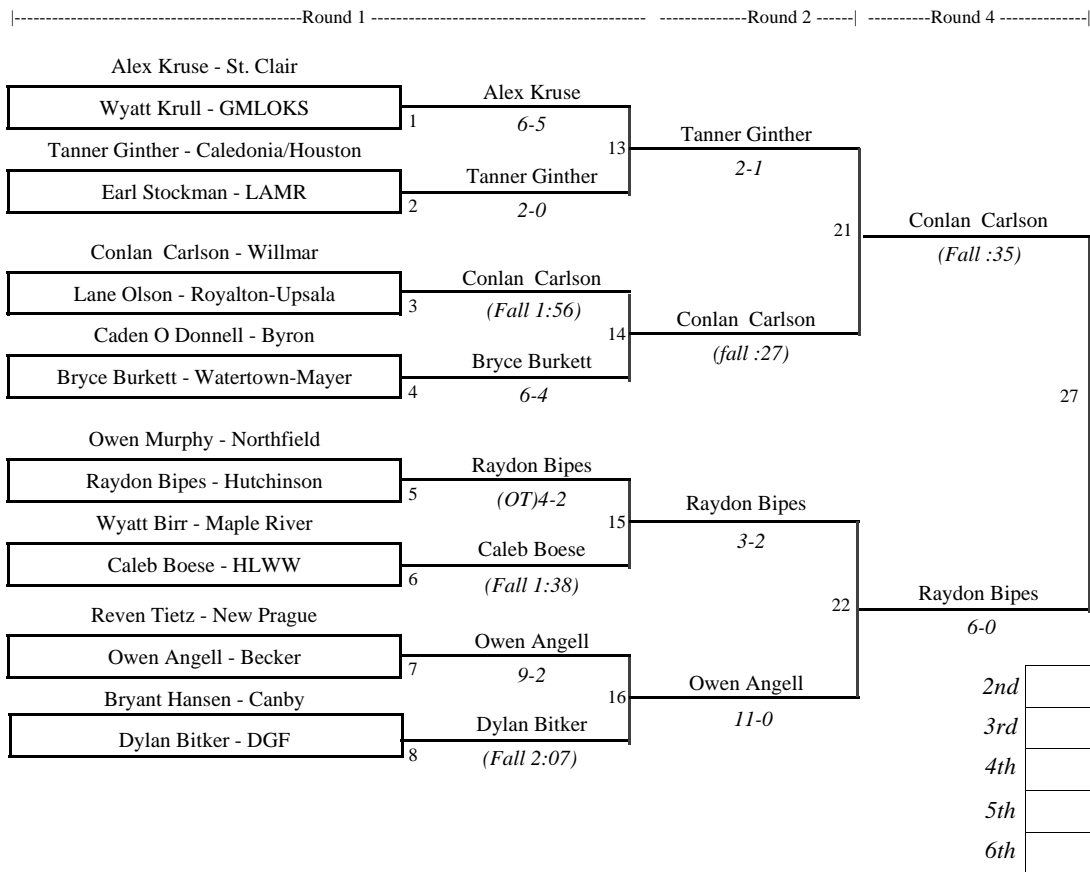 |----------------------------------------------------Round 1 --------------------------------------------------- ---------------Round 2 ------| -----------Round 4 ---------------|
Alex Kruse - St. Clair
Wyatt Krull - GMLOKS
1
Alex Kruse
6-5
13
Tanner Ginther
2-1
Tanner Ginther - Caledonia/Houston
Earl Stockman - LAMR
2
Tanner Ginther
2-0
21
Conlan  Carlson
(Fall :35)
Conlan  Carlson - Willmar
Lane Olson - Royalton-Upsala
3
Conlan  Carlson
(Fall 1:56)
14
Conlan  Carlson
(fall :27)
Caden O Donnell - Byron
Bryce Burkett - Watertown-Mayer
4
Bryce Burkett
6-4
27
Owen Murphy - Northfield
Raydon Bipes - Hutchinson
5
Raydon Bipes
(OT)4-2
15
Raydon Bipes
3-2
Wyatt Birr - Maple River
Caleb Boese - HLWW
6
Caleb Boese
(Fall 1:38)
22
Raydon Bipes
6-0
Reven Tietz - New Prague
Owen Angell - Becker
7
Owen Angell
9-2
16
Owen Angell
11-0
Bryant Hansen - Canby
Dylan Bitker - DGF
8
Dylan Bitker
(Fall 2:07)
2nd
3rd
4th
5th
6th